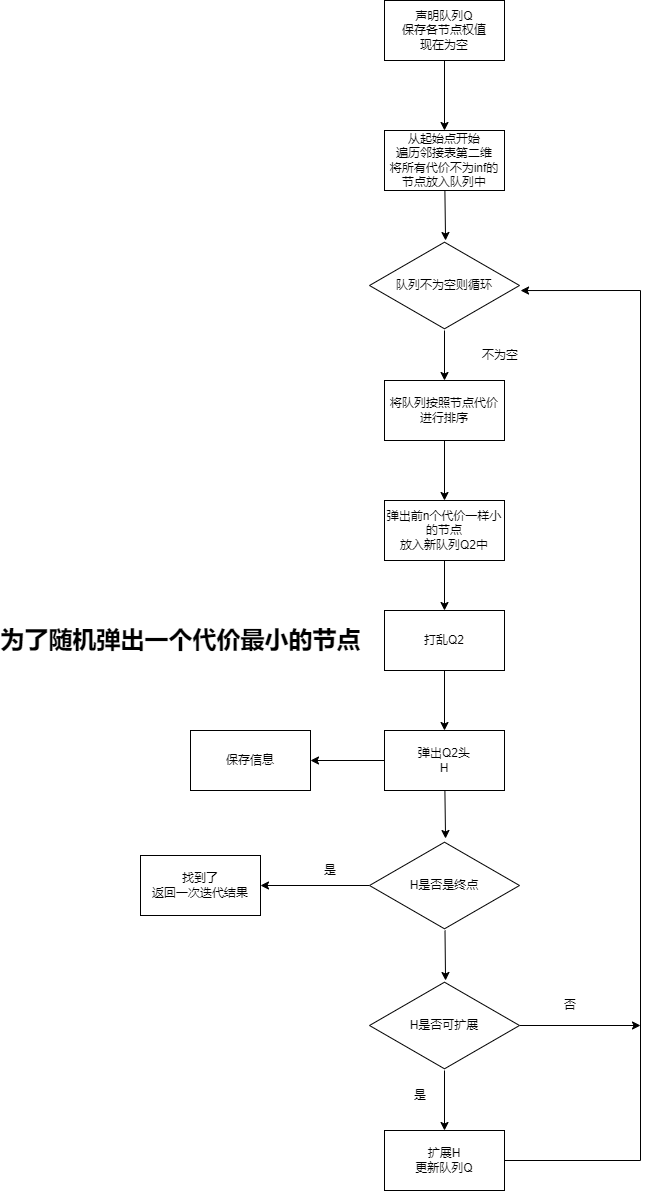 声明队列Q
保存各节点权值
现在为空
从起始点开始
遍历邻接表第二维
将所有代价不为inf的
节点放入队列中
队列不为空则循环
不为空
将队列按照节点代价
进行排序
弹出前n个代价一样小
的节点
放入新队列Q2中
为了随机弹出一个代价最小的节点
打乱Q2
保存信息
弹出Q2头
H
是
找到了
返回一次迭代结果
H是否是终点
H是否可扩展
否
是
扩展H
更新队列Q